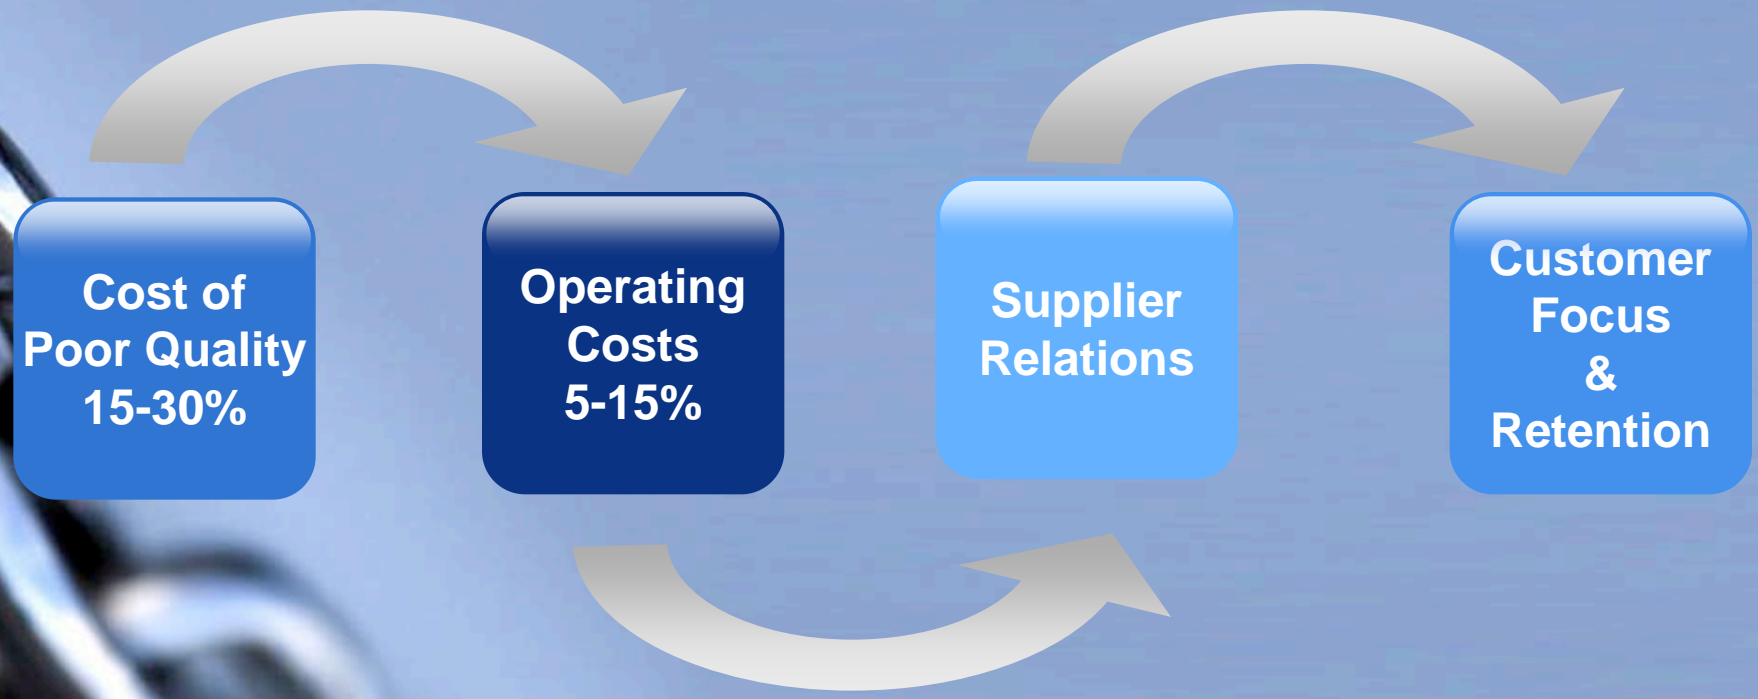 Cost of
Poor Quality
15-30%
Operating
Costs
5-15%
Supplier
Relations
Customer
Focus
&
Retention